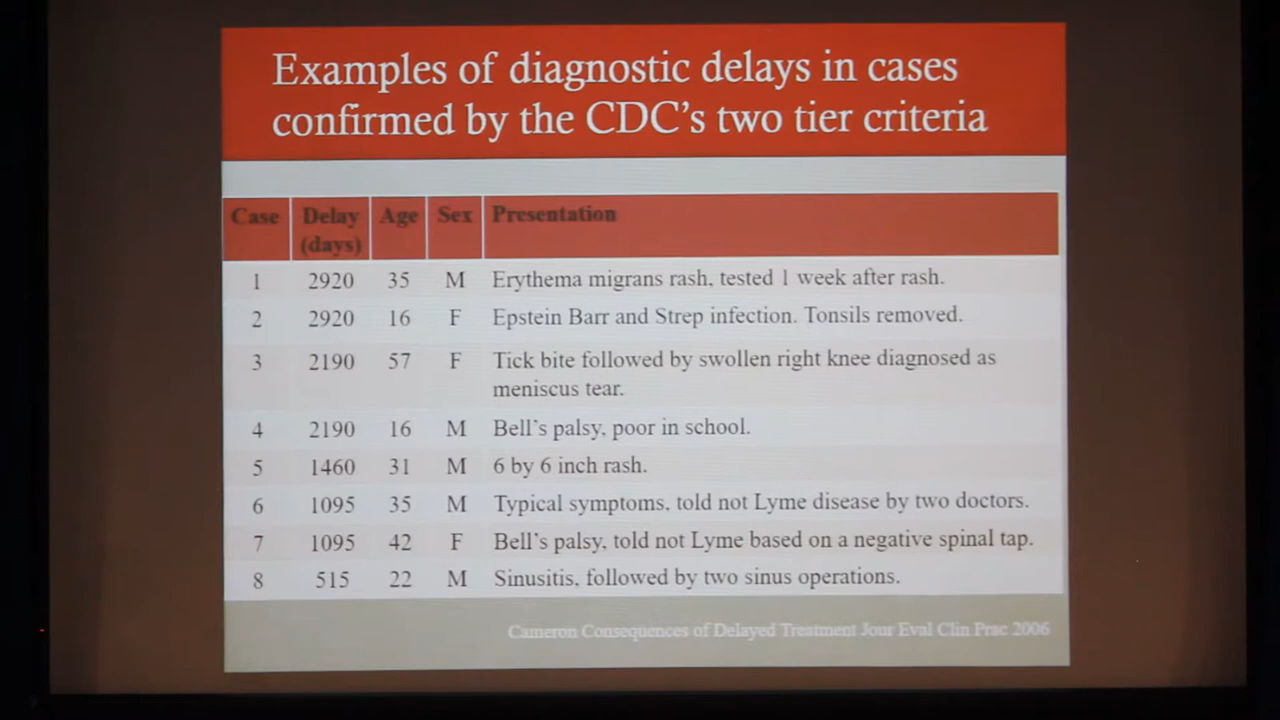 Examples of diagnostic delays in cases
confirmed by the CDC's two tier criteria
Case Delay (days) Age Sex Presentation
1 2920 35 M Erythema migrans rash, tested 1 week after rash.
2 2920 16 F Epstein Barr and Strep infection. Tonsils removed.
3 2190 57 F Tick bite followed by swollen right knee diagnosed as
meniscus tear.
4 2190 16 M Bell's palsy, poor in school.
5 1460 31 M 6 by 6 inch rash.
6 1095 35 M Typical symptoms, told not Lyme disease by two doctors.
7 1095 42 F Bell's palsy, told not Lyme based on a negative spinal tap.
8 515 22 M Sinusitis, followed by two sinus operations.
Cameron Consequences of Delayed Treatment Jour Eval Clin Prac 2006